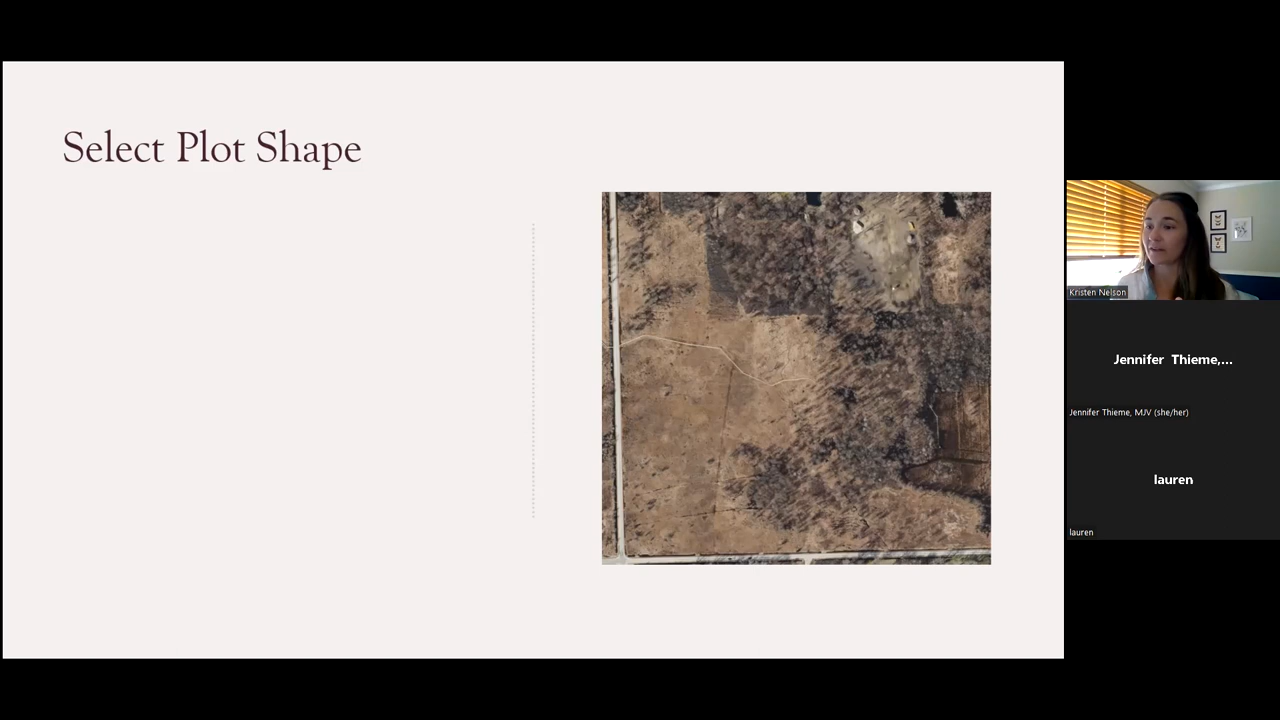 Select Plot Shape
Kristen Nelson
Jennifer Thieme,...
Jennifer Thieme, MJV (she/her)
lauren
lauren